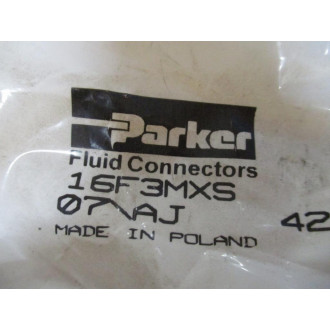 Parker
Fluid Connectors
16F3MXS
07\AJ 42
MADE IN POLAND